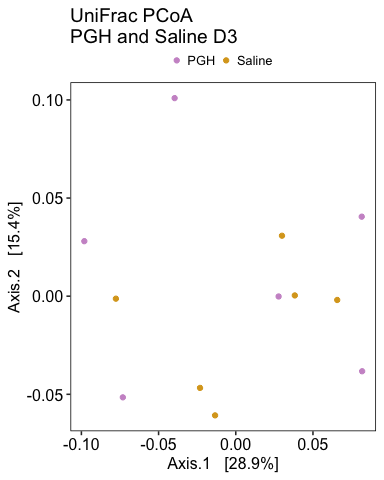 UniFrac PCoA
PGH and Saline D3
PGH Saline
0.10
0.05
0.00
-0.05
Axis.2 [15.4%]
-0.10 -0.05 0.00 0.05
Axis.1 [28.9%]